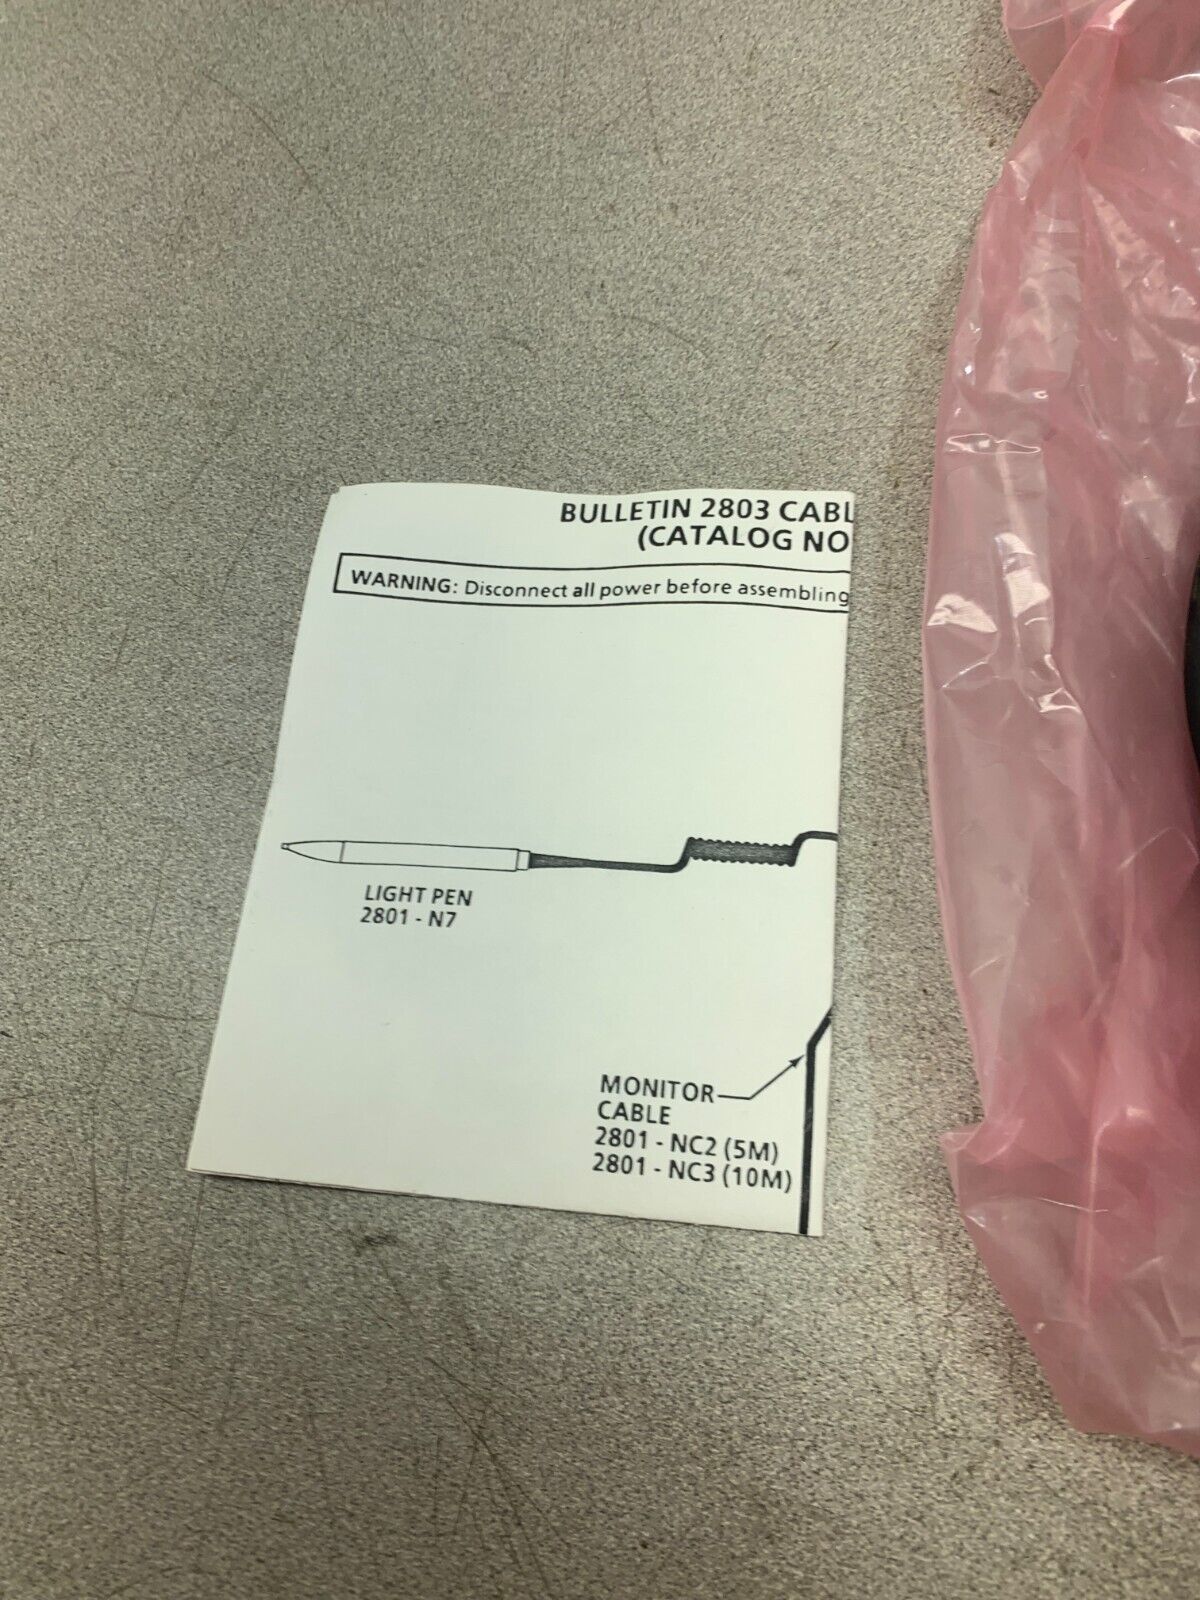 BULLETIN 2803 CABL
(CATALOG NO
WARNING: Disconnect all power before assembling
LIGHT PEN
2801 - N7
MONITOR
CABLE
2801 - NC2 (5M)
2801 - NC3 (10M)